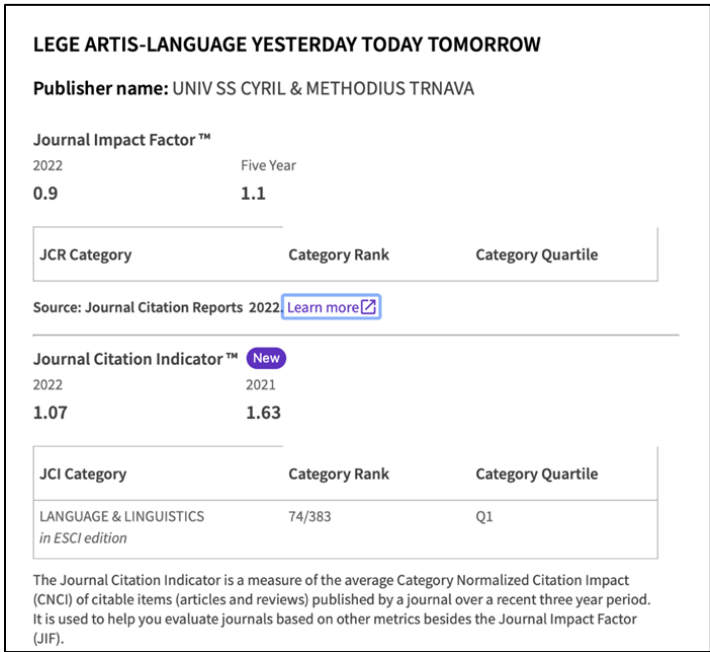 LEGE ARTIS-LANGUAGE YESTERDAY TODAY TOMORROW
Publisher name: UNIV SS CYRIL & METHODIUS TRNAVA
Journal Impact Factor ™
2022 Five Year
0.9 1.1
JCR Category Category Rank Category Quartile
Source: Journal Citation Reports 2022. Learn more
Journal Citation Indicator ™ New
2022 2021
1.07 1.63
JCI Category Category Rank Category Quartile
LANGUAGE & LINGUISTICS 74/383 Q1
in ESCI edition
The Journal Citation Indicator is a measure of the average Category Normalized Citation Impact
(CNCI) of citable items (articles and reviews) published by a journal over a recent three year period.
It is used to help you evaluate journals based on other metrics besides the Journal Impact Factor
(JIF).